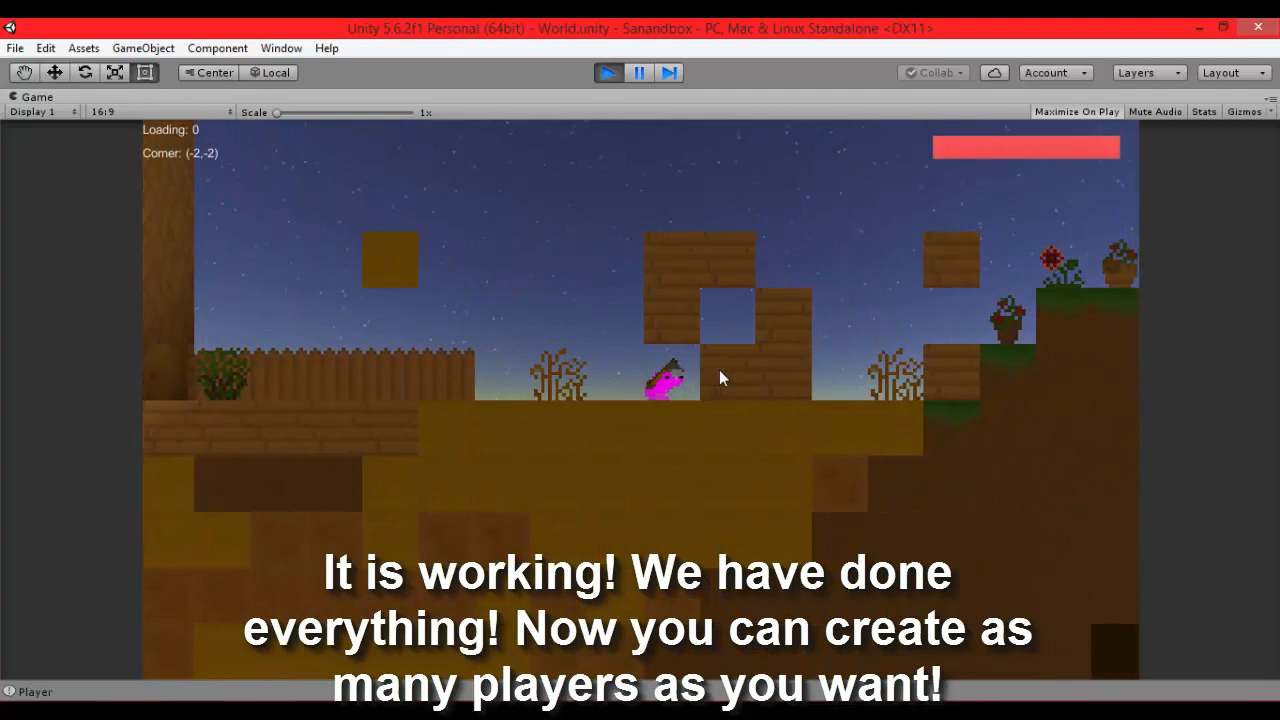 Unity 5.6.2f1 Personal (64bit) - World.unity - Sanandbox - PC, Mac & Linux Standalone <DX11>
File Edit Assets GameObject Component Window Help
Center Local Collab Account Layers Layout
Game
Display 1 16:9 Scale 1x Maximize On Play Mute Audio Stats Gizmos
Loading: 0
Corner: (-2,-2)
It is working! We have done
everything! Now you can create as
many players as you want!
Player